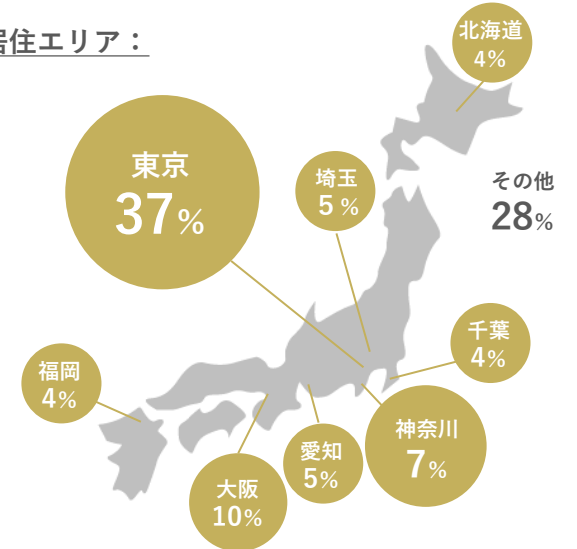 居住エリア：
北海道
4%
東京
37%
埼玉
5%
その他
28%
千葉
4%
福岡
4%
神奈川
7%
愛知
5%
大阪
10%